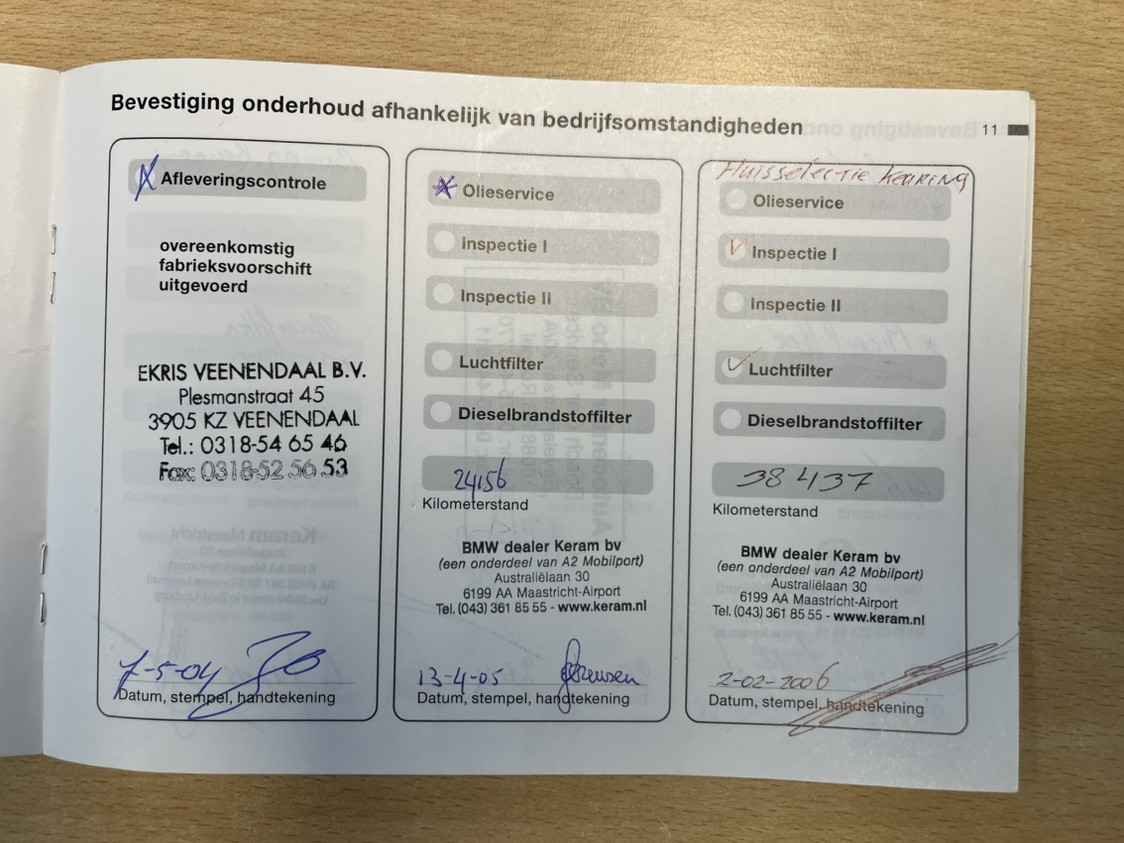 Bevestiging onderhoud afhankelijk van bedrijfsomstandigheden
11
Afleveringscontrole
overeenkomstig
fabrieksvoorschift
uitgevoerd
EKRIS VEENENDAAL B.V.
Plesmanstraat 45
3905 KZ VEENENDAAL
Tel.: 0318-54 65 46
Fax: 0318-52 56 53
7-5-04
Datum, stempel, handtekening
Olieservice
Inspectie I
Inspectie II
Luchtfilter
Dieselbrandstoffilter
24156
Kilometerstand
BMW dealer Keram bv
(een onderdeel van A2 Mobilport)
Australiëlaan 30
6199 AA Maastricht-Airport
Tel. (043) 361 85 55 - www.keram.nl
13-4-05
Datum, stempel, handtekening
Huisselectie keuring
Olieservice
Inspectie I
Inspectie II
Luchtfilter
Dieselbrandstoffilter
38437
Kilometerstand
BMW dealer Keram bv
(een onderdeel van A2 Mobilport)
Australiëlaan 30
6199 AA Maastricht-Airport
Tel. (043) 361 85 55 - www.keram.nl
2-02-2006
Datum, stempel, handtekening